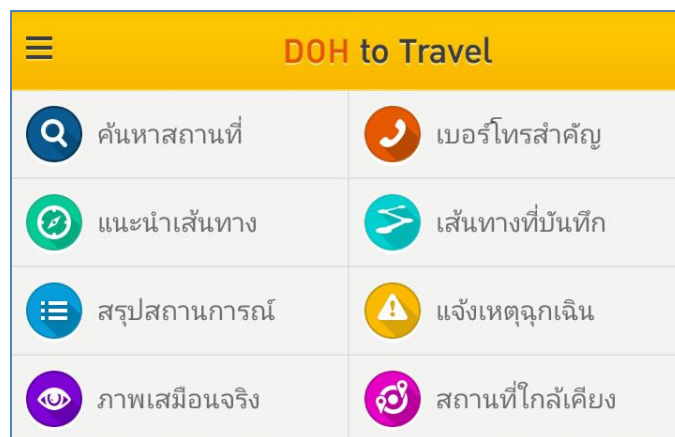 DOH to Travel
ค้นหาสถานที่
เบอร์โทรสำคัญ
แนะนำเส้นทาง
เส้นทางที่บันทึก
สรุปสถานการณ์
แจ้งเหตุฉุกเฉิน
ภาพเสมือนจริง
สถานที่ใกล้เคียง